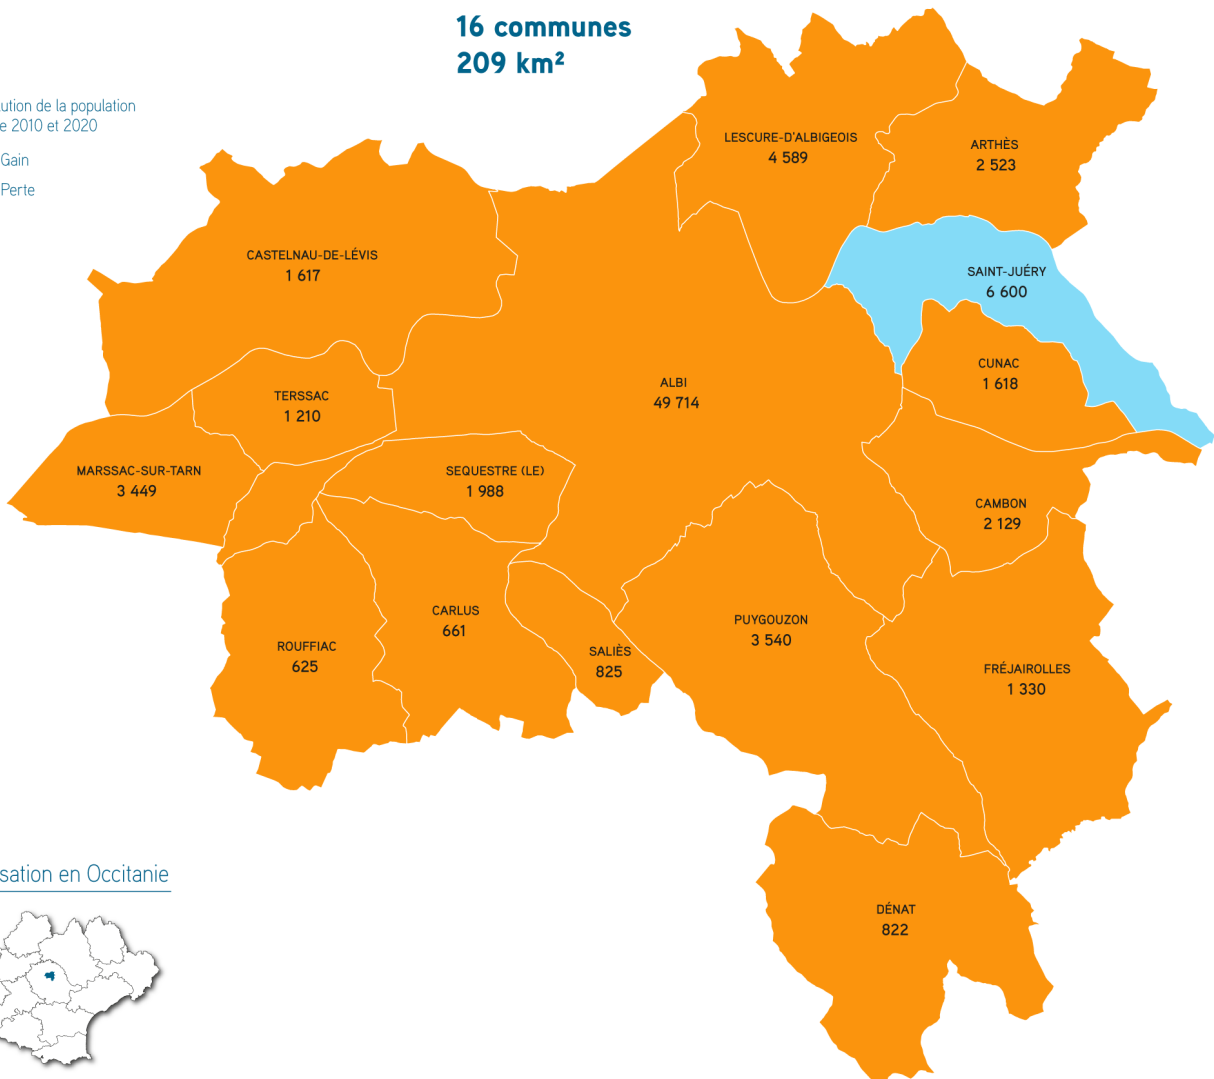 16 communes
209 km²
ution de la population
e 2010 et 2020
Gain
Perte
LESCURE-D'ALBIGEOIS
4 589
ARTHÈS
2 523
CASTELNAU-DE-LÉVIS
1 617
SAINT-JUÉRY
6 600
CUNAC
1 618
TERSSAC
1 210
ALBI
49 714
MARSSAC-SUR-TARN
3 449
SEQUESTRE (LE)
1 988
CAMBON
2 129
CARLUS
661
PUYGOUZON
3 540
ROUFFIAC
625
SALIÈS
825
FRÉJAIROLLES
1 330
sation en Occitanie
DÉNAT
822